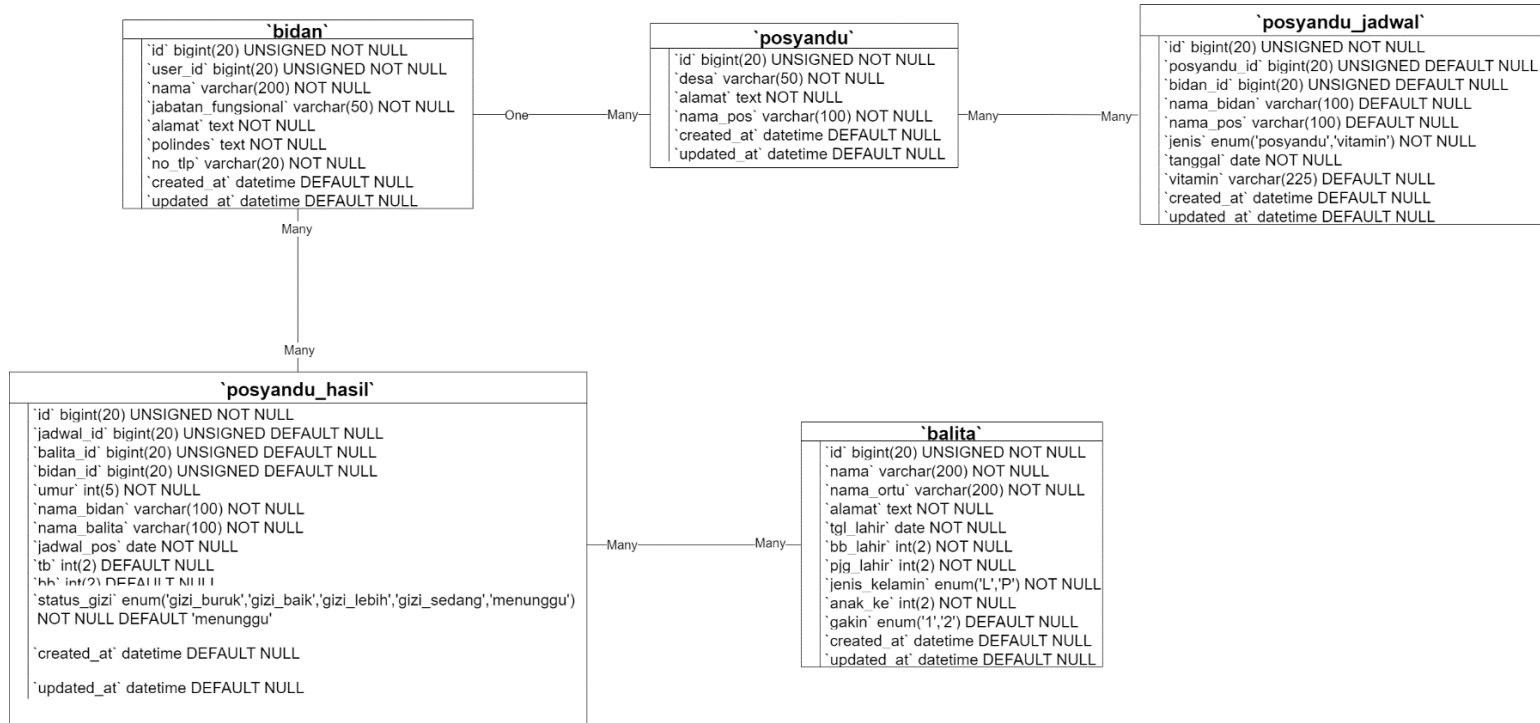 `bidan`
`id` bigint(20) UNSIGNED NOT NULL
`user_id` bigint(20) UNSIGNED NOT NULL
`nama` varchar(200) NOT NULL
`jabatan_fungsional` varchar(50) NOT NULL
`alamat` text NOT NULL
`polindes` text NOT NULL
`no_tlp` varchar(20) NOT NULL
`created_at` datetime DEFAULT NULL
`updated_at` datetime DEFAULT NULL
One
Many
`posyandu`
`id` bigint(20) UNSIGNED NOT NULL
`desa` varchar(50) NOT NULL
`alamat` text NOT NULL
`nama_pos` varchar(100) NOT NULL
`created_at` datetime DEFAULT NULL
`updated_at` datetime DEFAULT NULL
Many
Many
`posyandu_jadwal`
`id` bigint(20) UNSIGNED NOT NULL
`posyandu_id` bigint(20) UNSIGNED DEFAULT NULL
`bidan_id` bigint(20) UNSIGNED DEFAULT NULL
`nama_bidan` varchar(100) DEFAULT NULL
`nama_pos` varchar(100) DEFAULT NULL
`jenis` enum('posyandu','vitamin') NOT NULL
`tanggal` date NOT NULL
`vitamin` varchar(225) DEFAULT NULL
`created_at` datetime DEFAULT NULL
`updated_at` datetime DEFAULT NULL
Many
Many
`posyandu_hasil`
`id` bigint(20) UNSIGNED NOT NULL
`jadwal_id` bigint(20) UNSIGNED DEFAULT NULL
`balita_id` bigint(20) UNSIGNED DEFAULT NULL
`bidan_id` bigint(20) UNSIGNED DEFAULT NULL
`umur` int(5) NOT NULL
`nama_bidan` varchar(100) NOT NULL
`nama_balita` varchar(100) NOT NULL
`jadwal_pos` date NOT NULL
`tb` int(2) DEFAULT NULL
`bb` int(2) DEFAULT NULL
`status_gizi` enum('gizi_buruk','gizi_baik','gizi_lebih','gizi_sedang','menunggu')
NOT NULL DEFAULT 'menunggu'
`created_at` datetime DEFAULT NULL
`updated_at` datetime DEFAULT NULL
Many
Many
`balita`
`id` bigint(20) UNSIGNED NOT NULL
`nama` varchar(200) NOT NULL
`nama_ortu` varchar(200) NOT NULL
`alamat` text NOT NULL
`tgl_lahir` date NOT NULL
`bb_lahir` int(2) NOT NULL
`pjg_lahir` int(2) NOT NULL
`jenis_kelamin` enum('L','P') NOT NULL
`anak_ke` int(2) NOT NULL
`gakin` enum('1','2') DEFAULT NULL
`created_at` datetime DEFAULT NULL
`updated_at` datetime DEFAULT NULL